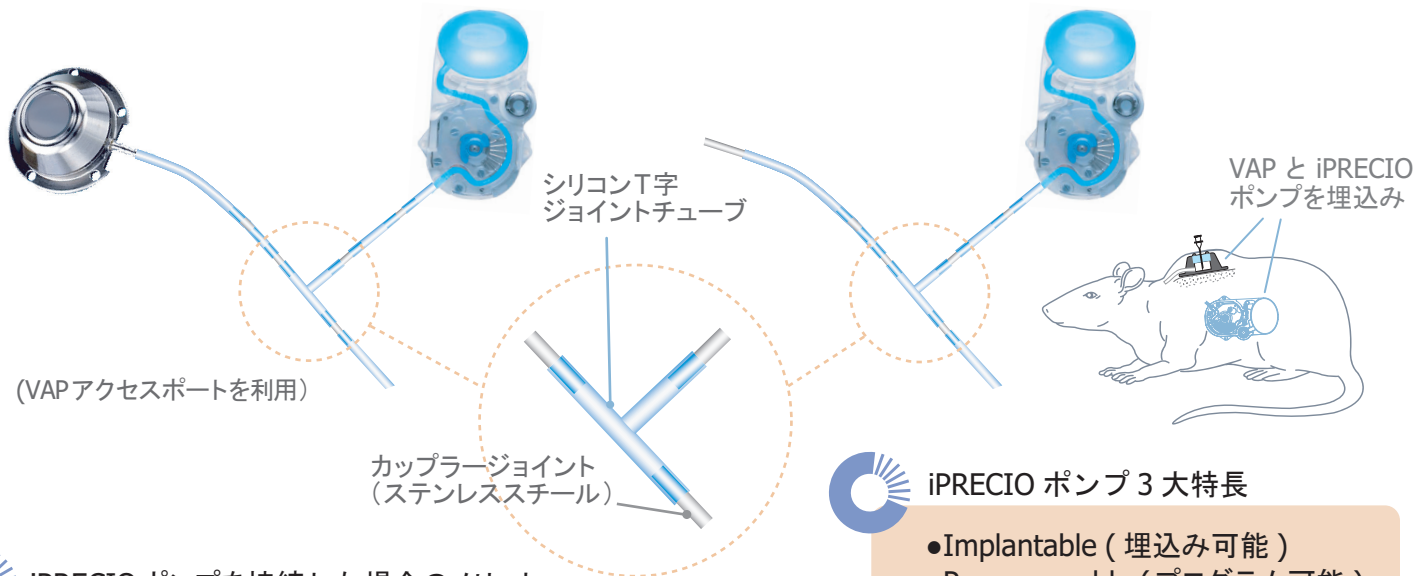 シリコンT字
ジョイントチューブ
VAP と iPRECIO
ポンプを埋込み
(VAPアクセスポートを利用）
カップラージョイント
（ステンレススチール）
iPRECIO ポンプ 3 大特長
●Implantable ( 埋込み可能 )